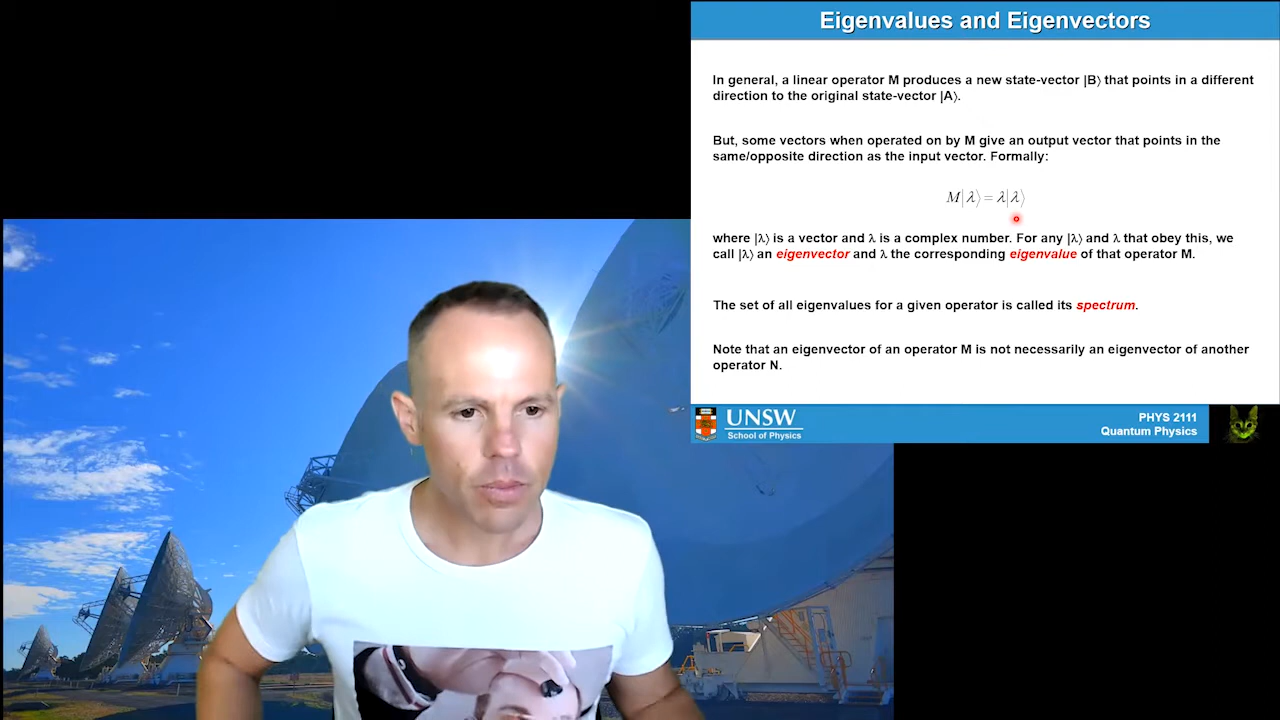 Eigenvalues and Eigenvectors
In general, a linear operator M produces a new state-vector |B⟩ that points in a different
direction to the original state-vector |A⟩.
But, some vectors when operated on by M give an output vector that points in the
same/opposite direction as the input vector. Formally:
M|λ⟩ = λ|λ⟩
where |λ⟩ is a vector and λ is a complex number. For any |λ⟩ and λ that obey this, we
call |λ⟩ an eigenvector and λ the corresponding eigenvalue of that operator M.
The set of all eigenvalues for a given operator is called its spectrum.
Note that an eigenvector of an operator M is not necessarily an eigenvector of another
operator N.
UNSW
School of Physics
PHYS 2111
Quantum Physics